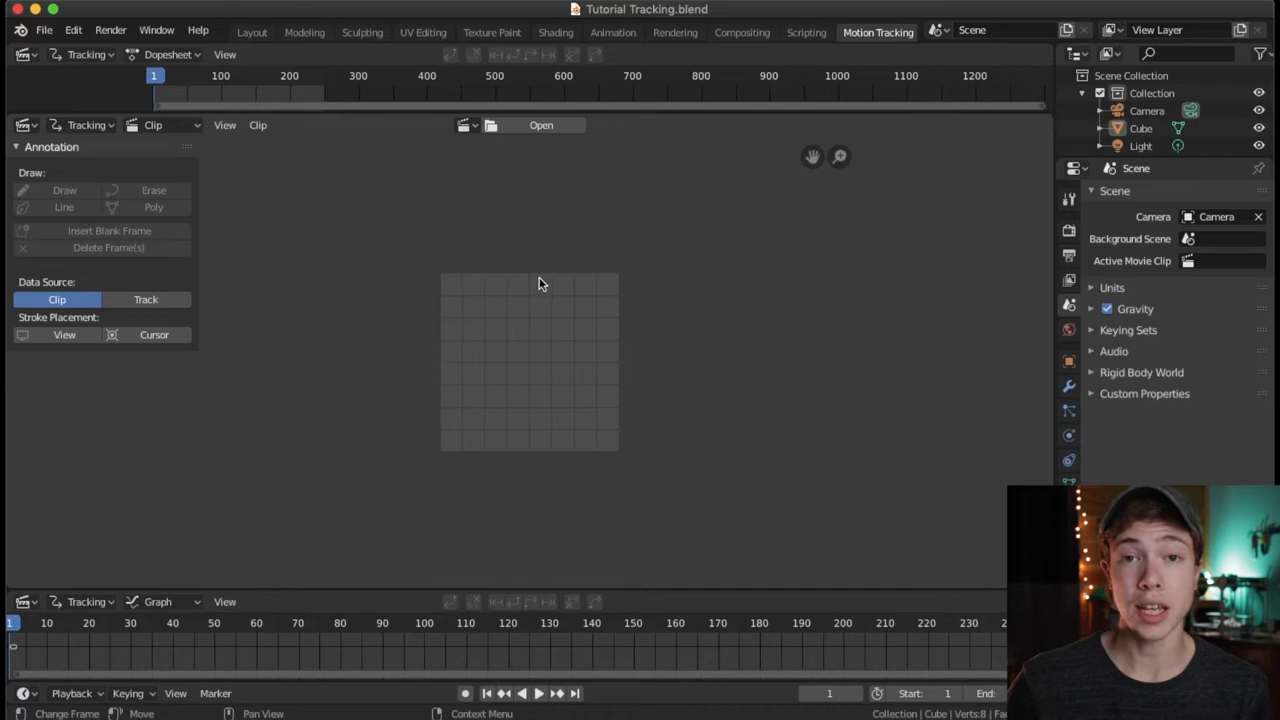 Tutorial Tracking.blend
File Edit Render Window Help Layout Modeling Sculpting UV Editing Texture Paint Shading Animation Rendering Compositing Scripting Motion Tracking Scene View Layer
Tracking Dopesheet View
1 100 200 300 400 500 600 700 800 900 1000 1100 1200
Tracking Clip View Clip Open
Annotation
Draw:
Draw Erase
Line Poly
Insert Blank Frame
Delete Frame(s)
Data Source:
Clip Track
Stroke Placement:
View Cursor
Scene Collection
Collection
Camera
Cube
Light
Scene
Scene
Camera Camera
Background Scene
Active Movie Clip
Units
Gravity
Keying Sets
Audio
Rigid Body World
Custom Properties
Tracking Graph View
1 10 20 30 40 50 60 70 80 90 100 110 120 130 140 150 160 170 180 190 200 210 220 230
Playback Keying View Marker 1 Start: 1 End:
Change Frame Move Pan View Context Menu Collection | Cube | Verts:8 |